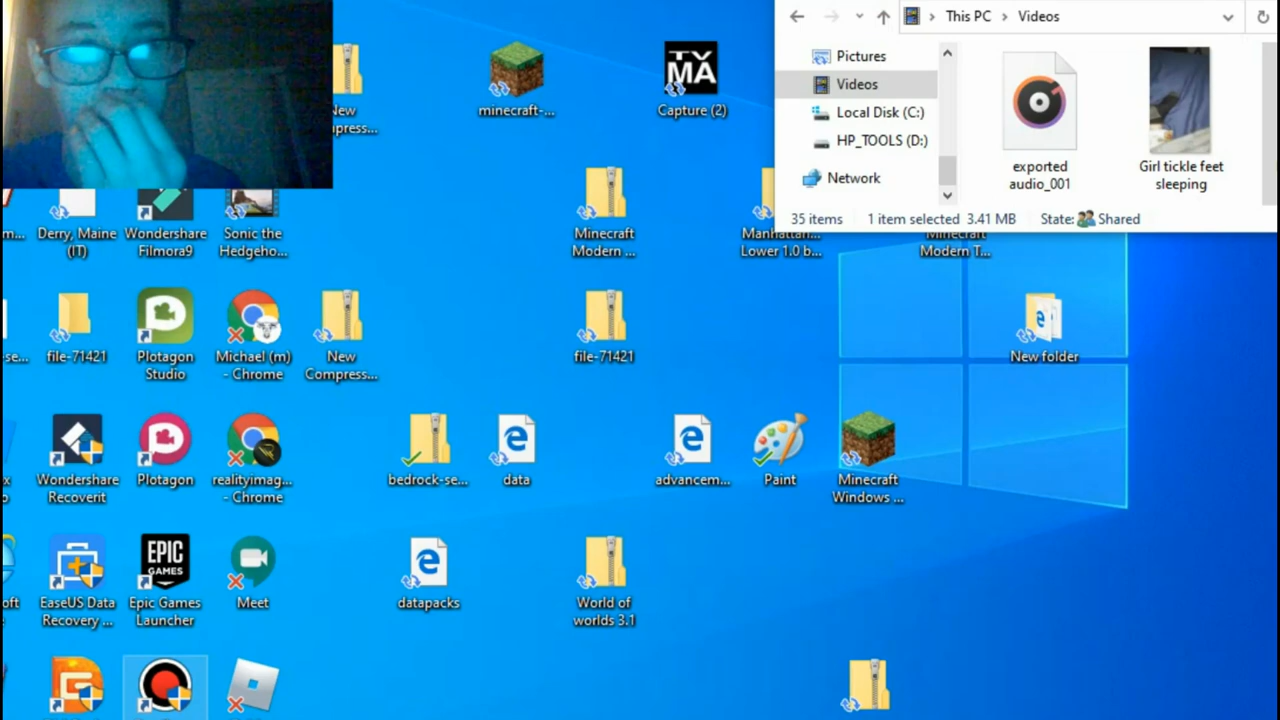 This PC
Videos
Pictures
Videos
Local Disk (C:)
HP_TOOLS (D:)
Network
exported
audio_001
Girl tickle feet
sleeping
35 items
1 item selected
3.41 MB
State:
Shared
New
minecraft-...
TV
MA
Capture (2)
Derry, Maine
(IT)
Wondershare
Filmora9
Sonic the
Hedgeho...
Minecraft
Modern ...
Manhattan...
Lower 1.0 b...
Modern T...
file-71421
Plotagon
Studio
Michael (m)
- Chrome
New
Compress...
file-71421
New folder
Wondershare
Recoverit
Plotagon
realityimag...
- Chrome
bedrock-se...
data
advancem...
Paint
Minecraft
Windows ...
EPIC
GAMES
EaseUS Data
Recovery ...
Epic Games
Launcher
Meet
datapacks
World of
worlds 3.1